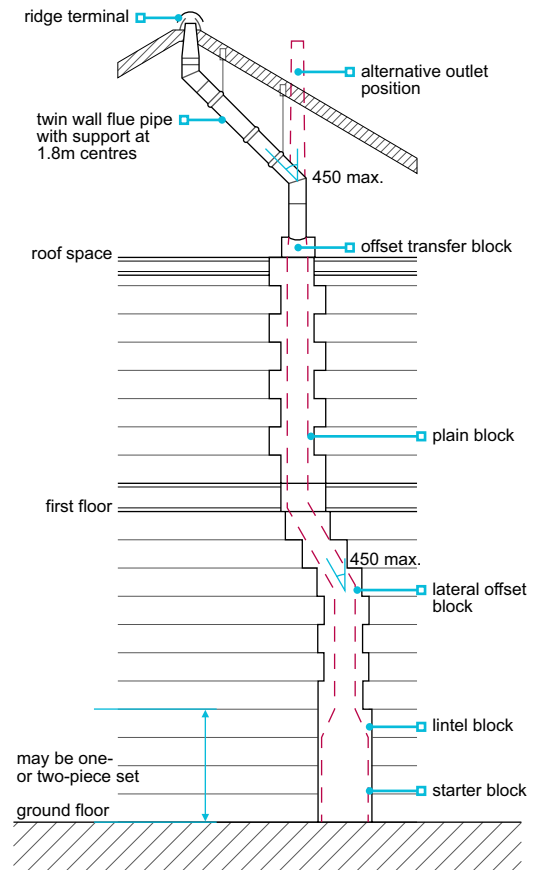 ridge terminal
alternative outlet
position
twin wall flue pipe
with support at
1.8m centres
450 max.
offset transfer block
roof space
plain block
first floor
450 max.
lateral offset
block
lintel block
may be one-
or two-piece set
starter block
ground floor